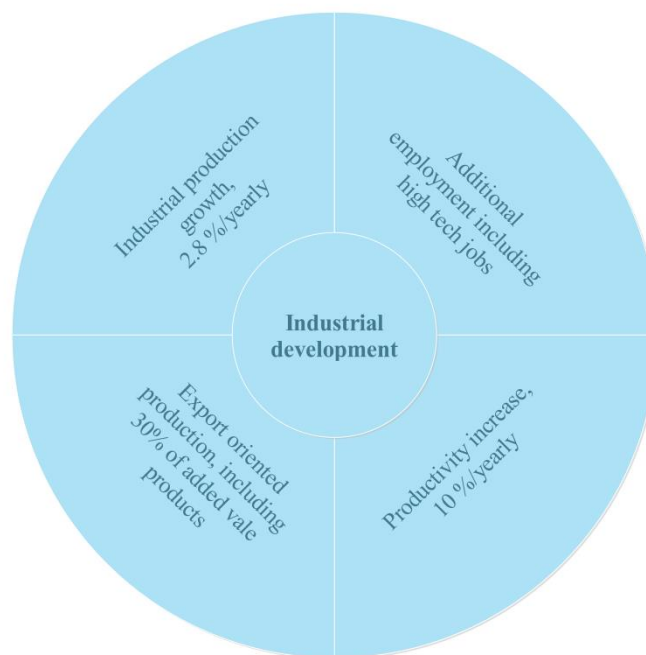 Industrial production
growth,
2.8 %/yearly
Additional
employment including
high tech jobs
Industrial
development
Export oriented
production, including
30% of added vale
products
Productivity increase,
10 %/yearly